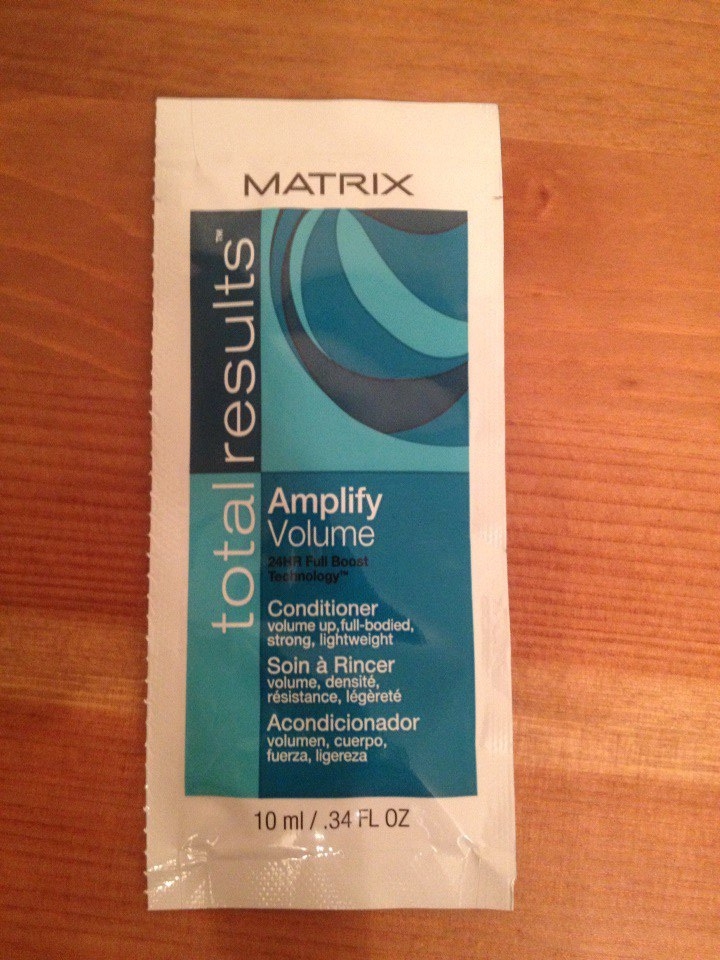 MATRIX
total results™
Amplify
Volume
24HR Full Boost
Technology™
Conditioner
volume up,full-bodied,
strong, lightweight
Soin à Rincer
volume, densité,
résistance, légèreté
Acondicionador
volumen, cuerpo,
fuerza, ligereza
10 ml / .34 FL OZ